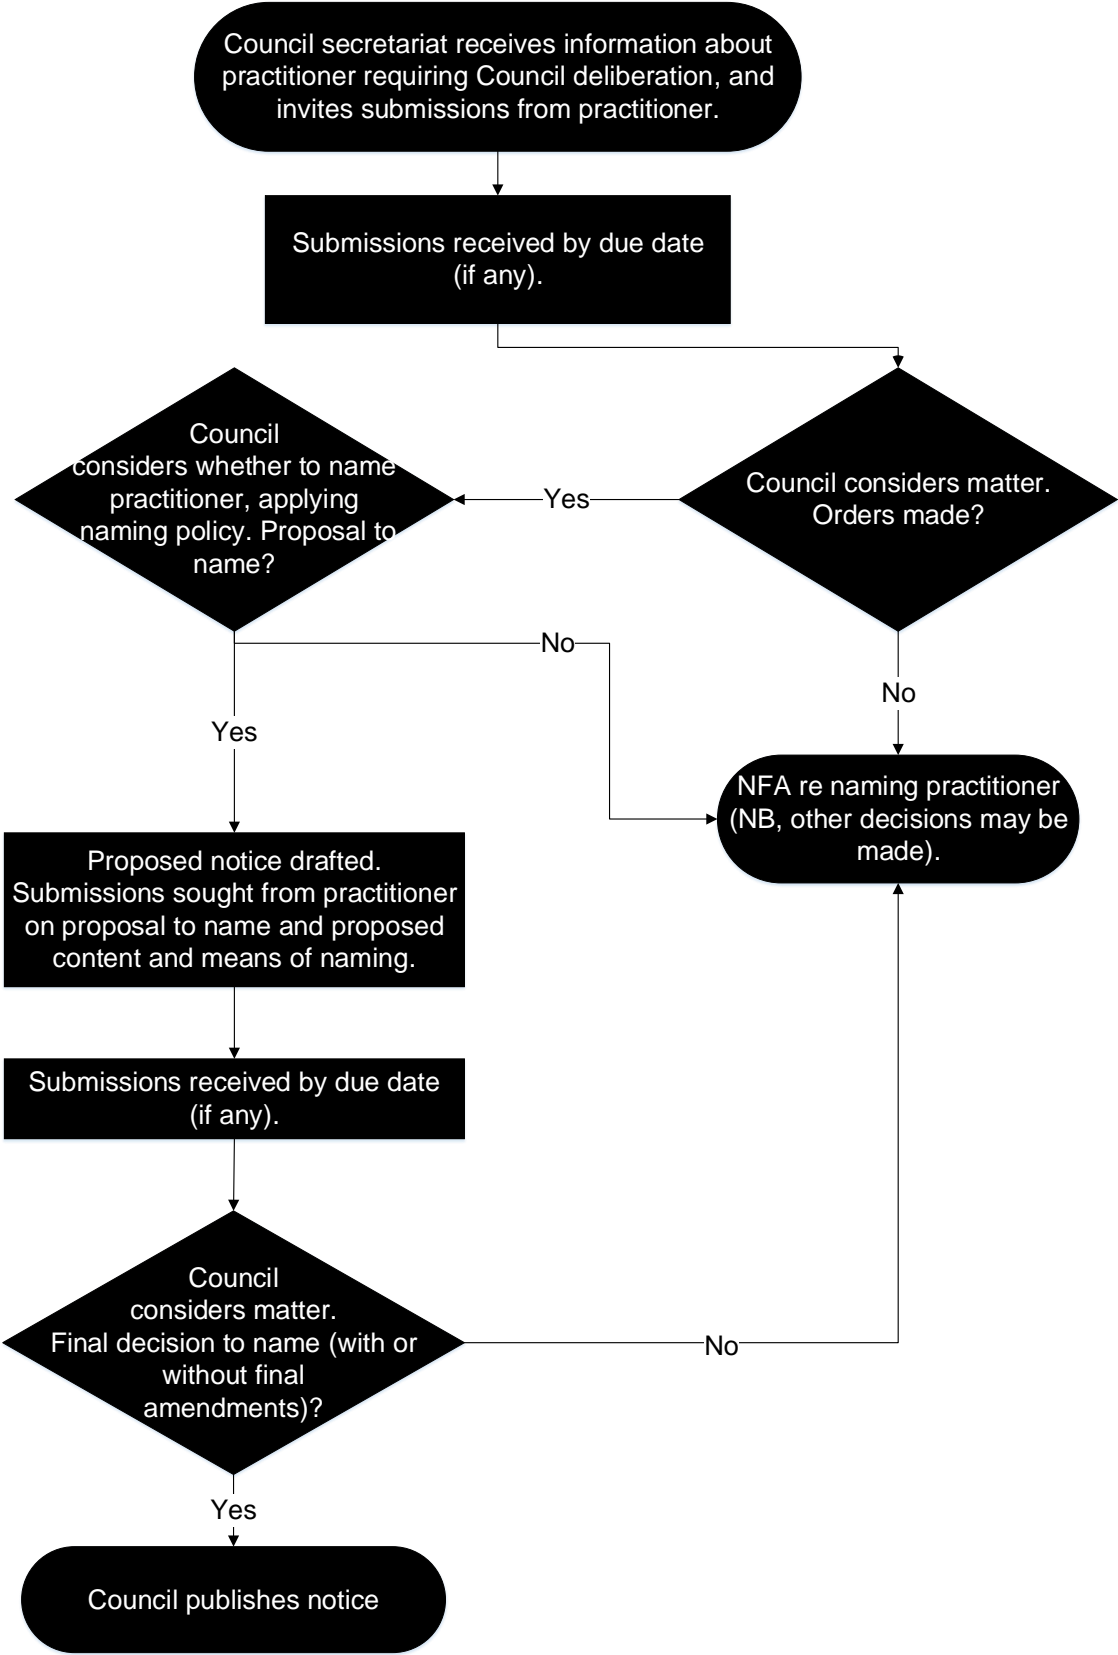 Council secretariat receives information about
practitioner requiring Council deliberation, and
invites submissions from practitioner.
Submissions received by due date
(if any).
Council considers matter.
Orders made?
Yes
Council
considers whether to name
practitioner, applying
naming policy. Proposal to
name?
No
No
Yes
NFA re naming practitioner
(NB, other decisions may be
made).
Proposed notice drafted.
Submissions sought from practitioner
on proposal to name and proposed
content and means of naming.
Submissions received by due date
(if any).
Council
considers matter.
Final decision to name (with or
without final
amendments)?
No
Yes
Council publishes notice